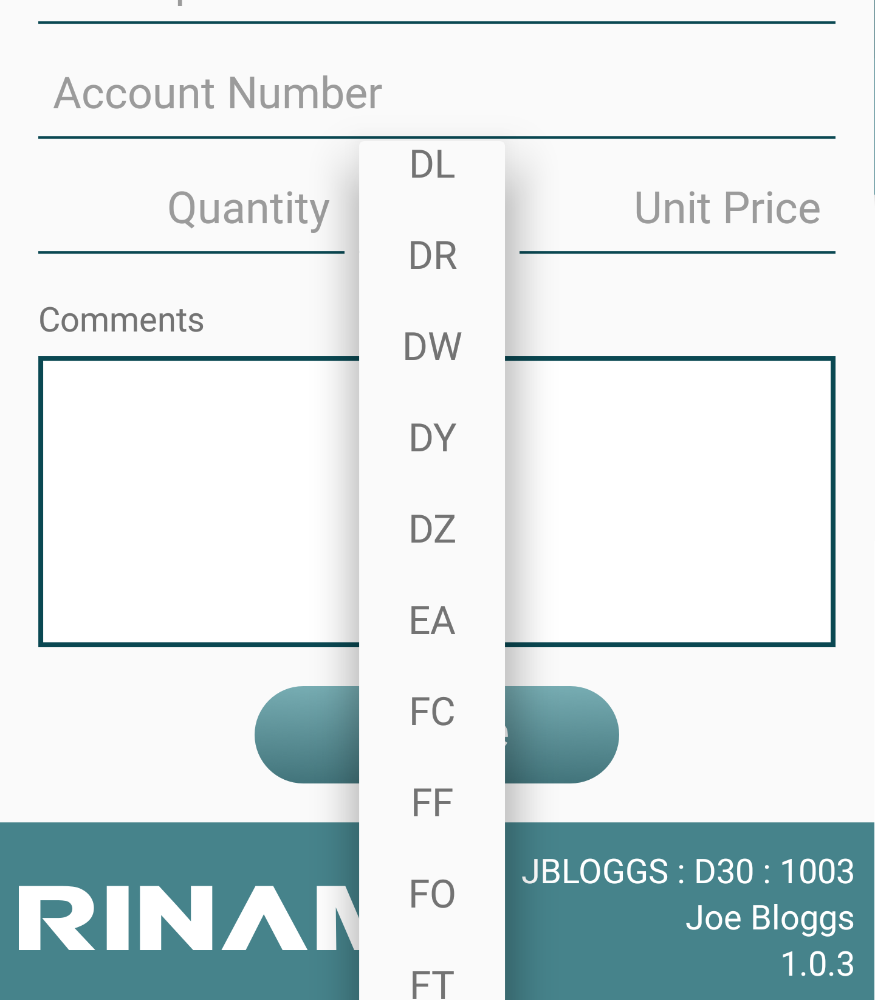 Account Number
DL
Quantity
Unit Price
DR
Comments
DW
DY
DZ
EA
FC
FF
FO
FT
JBLOGGS : D30 : 1003
Joe Bloggs
1.0.3